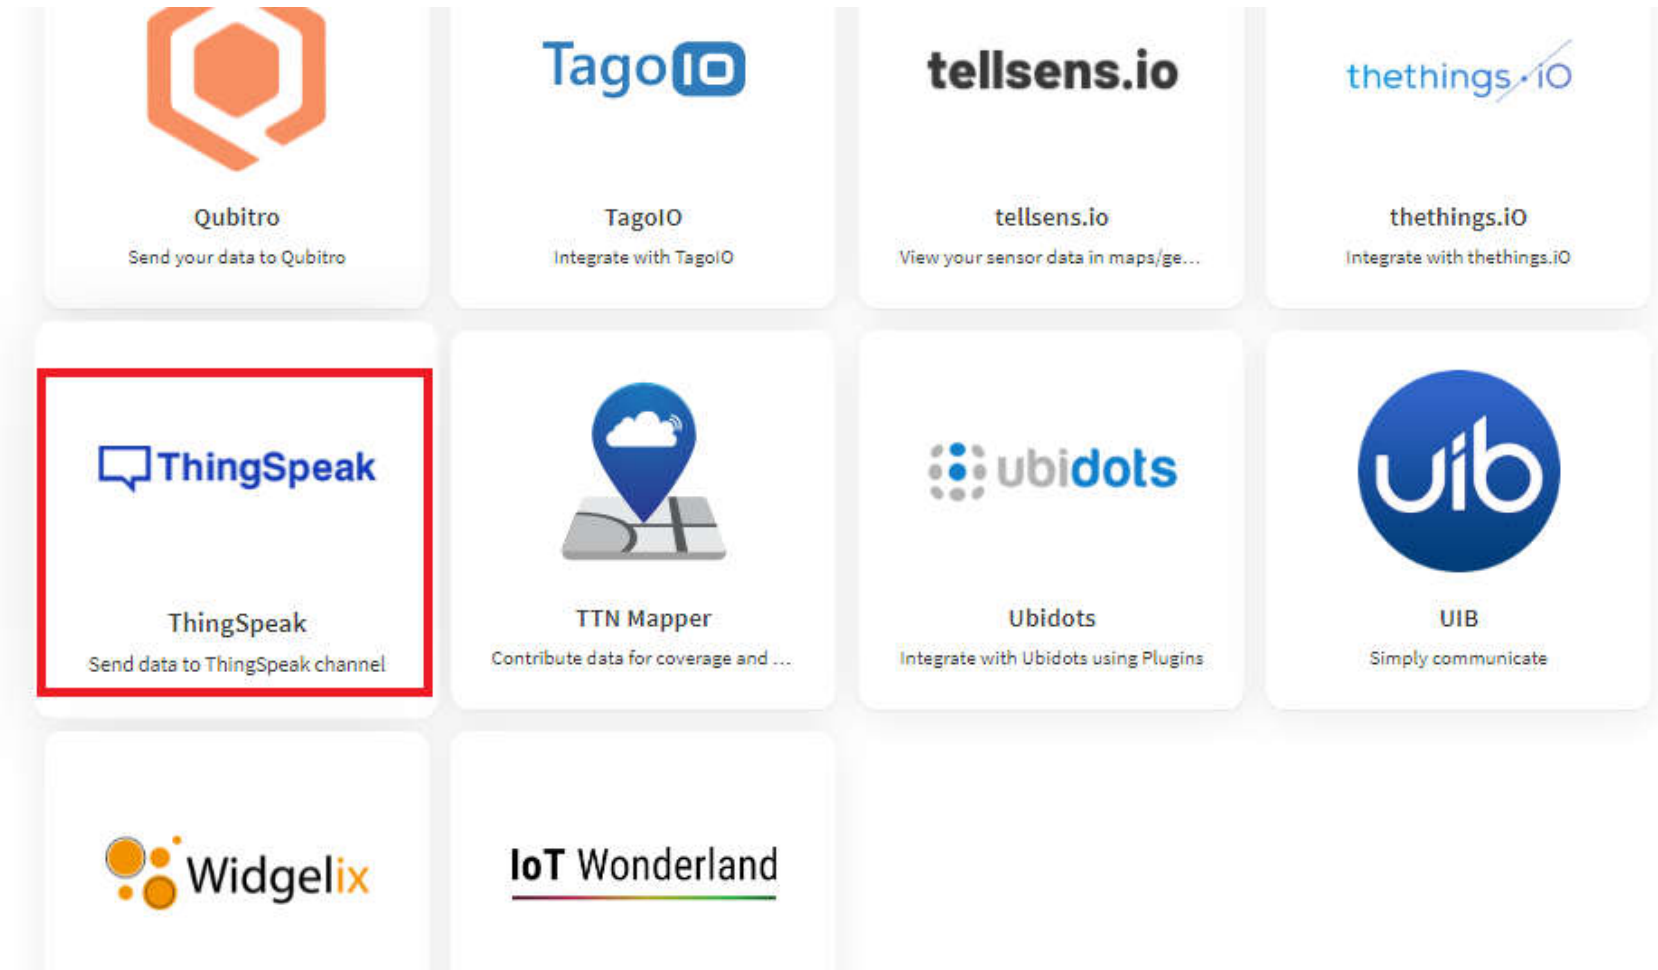 TagoIO
tellsens.io
thethings.iO
Qubitro
Send your data to Qubitro
TagoIO
Integrate with TagoIO
tellsens.io
View your sensor data in maps/ge...
thethings.iO
Integrate with thethings.iO
ThingSpeak
ubidots
uib
ThingSpeak
Send data to ThingSpeak channel
TTN Mapper
Contribute data for coverage and ...
Ubidots
Integrate with Ubidots using Plugins
UIB
Simply communicate
Widgelix
IoT Wonderland